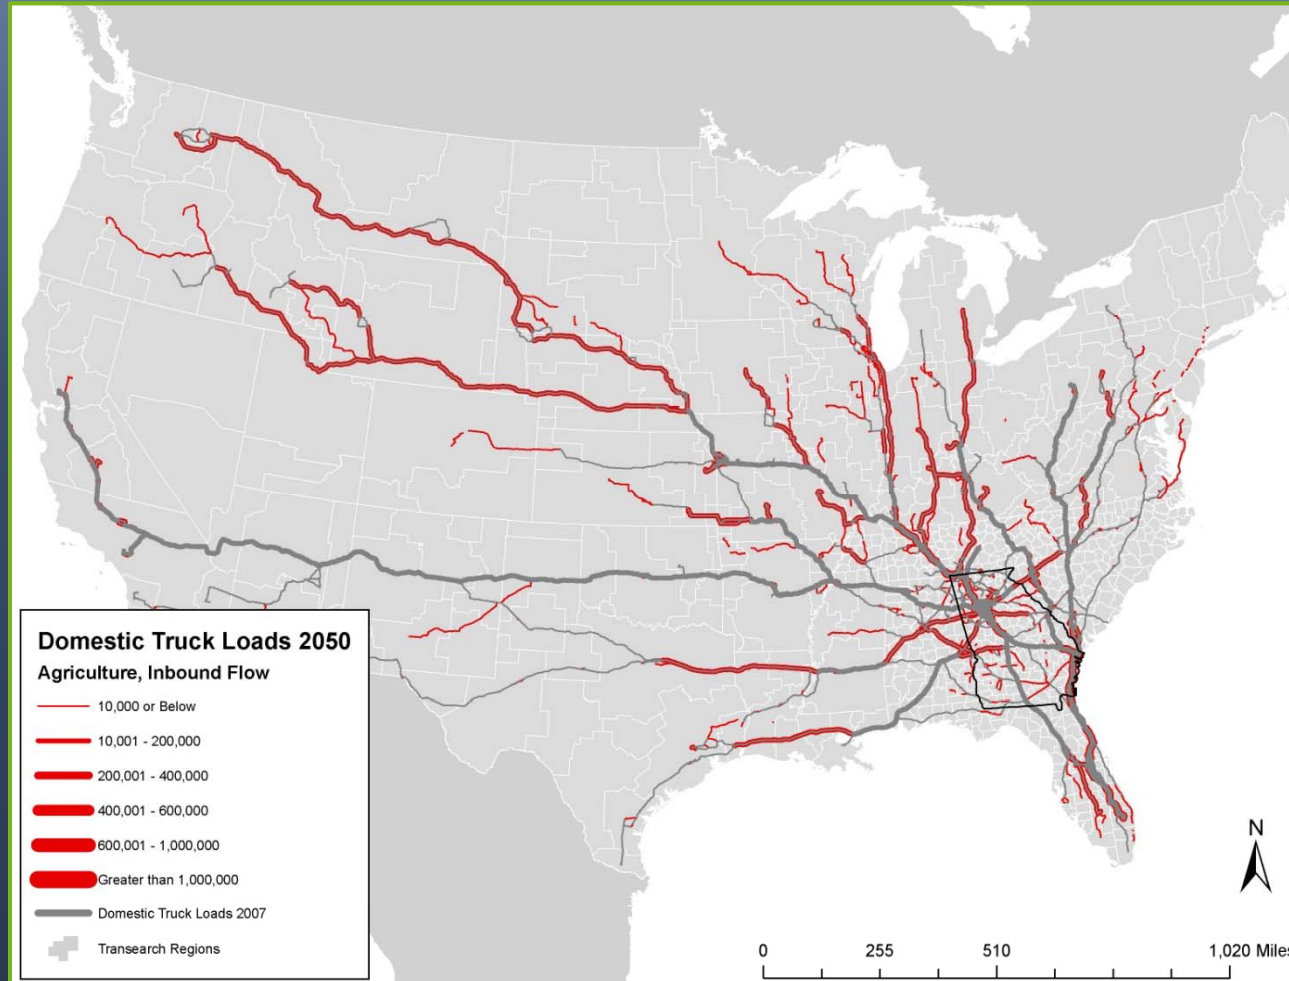 Domestic Truck Loads 2050
Agriculture, Inbound Flow
10,000 or Below
10,001 - 200,000
200,001 - 400,000
400,001 - 600,000
600,001 - 1,000,000
Greater than 1,000,000
Domestic Truck Loads 2007
Transearch Regions
N
0 255 510 1,020 Miles